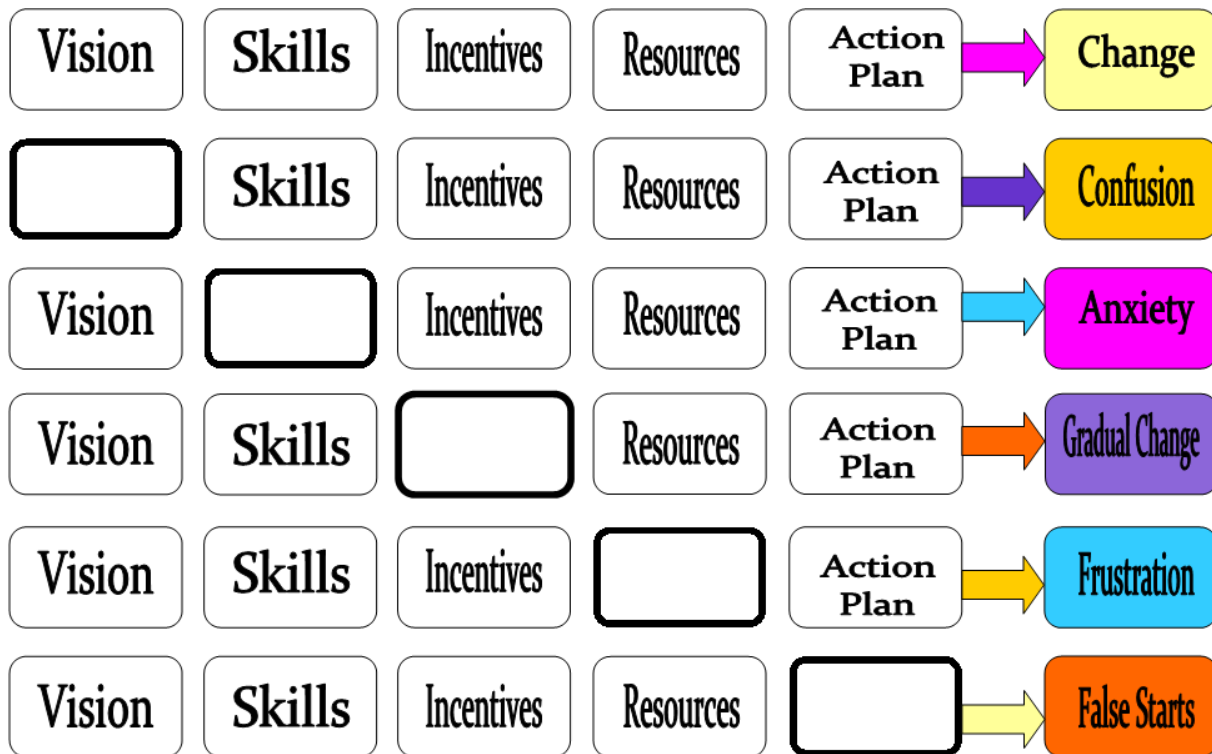 Vision Skills Incentives Resources Action Plan Change
Skills Incentives Resources Action Plan Confusion
Vision Incentives Resources Action Plan Anxiety
Vision Skills Resources Action Plan Gradual Change
Vision Skills Incentives Action Plan Frustration
Vision Skills Incentives Resources False Starts